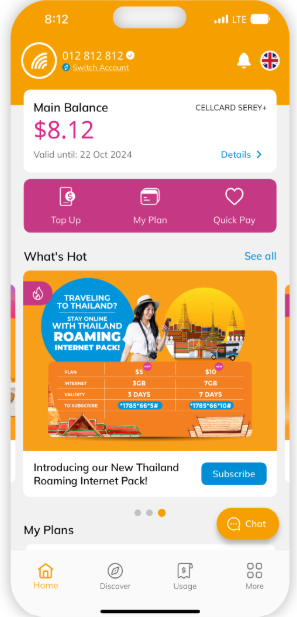 8:12
LTE
012 812 812
Switch Account
Main Balance
CELLCARD SEREY+
$8.12
Valid until: 22 Oct 2024
Details
Top Up
My Plan
Quick Pay
What's Hot
See all
TRAVELING
TO THAILAND?
STAY ONLINE
WITH THAILAND
ROAMING
INTERNET PACK!
PLAN
$5
$10
INTERNET
3GB
7GB
VALIDITY
3 DAYS
7 DAYS
TO SUBSCRIBE
*1785*66*5#
*1785*66*10#
Introducing our New Thailand
Roaming Internet Pack!
Subscribe
My Plans
Chat
Home
Discover
Usage
More